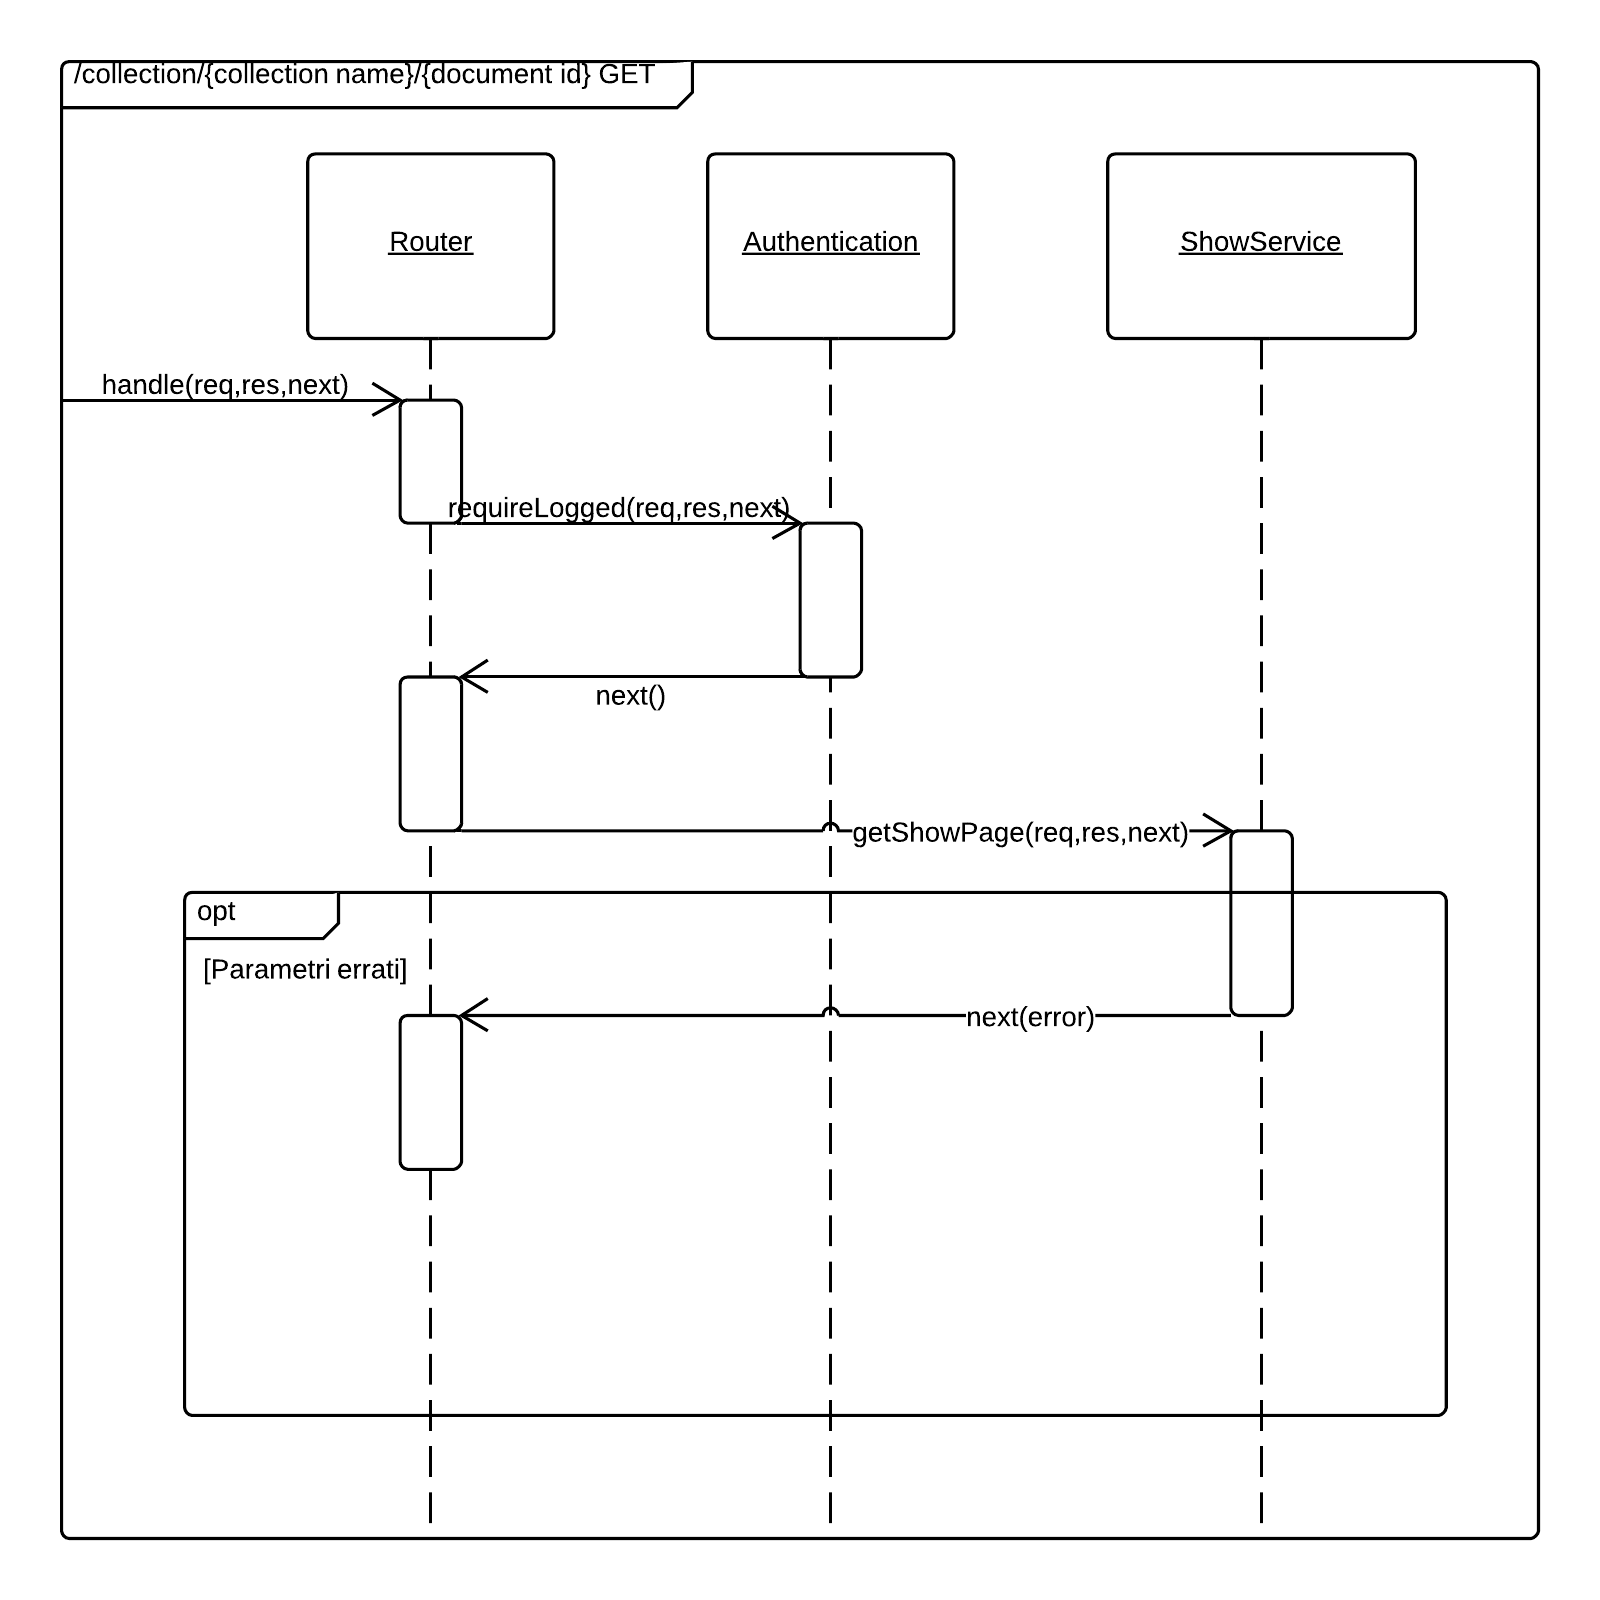 /collection/{collection name}/{document id} GET
Router
Authentication
ShowService
handle(req,res,next)
requireLogged(req,res,next)
next()
getShowPage(req,res,next)
opt
[Parametri errati]
next(error)